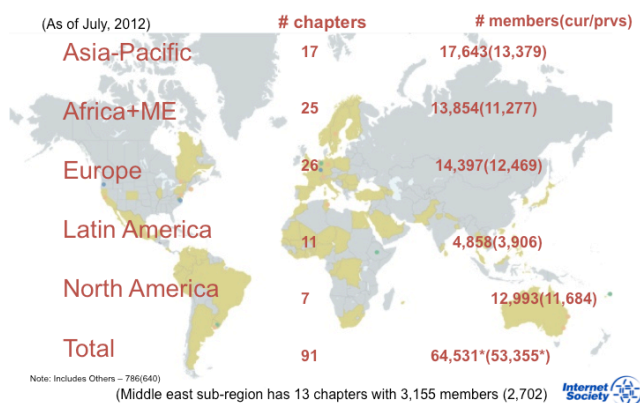 (As of July, 2012) # chapters # members(cur/prvs)
Asia-Pacific 17 17,643(13,379)
Africa+ME 25 13,854(11,277)
Europe 26 14,397(12,469)
Latin America 11 4,858(3,906)
North America 7 12,993(11,684)
Total 91 64,531*(53,355*)
Note: Includes Others – 786(640)
(Middle east sub-region has 13 chapters with 3,155 members (2,702)
Internet
Society